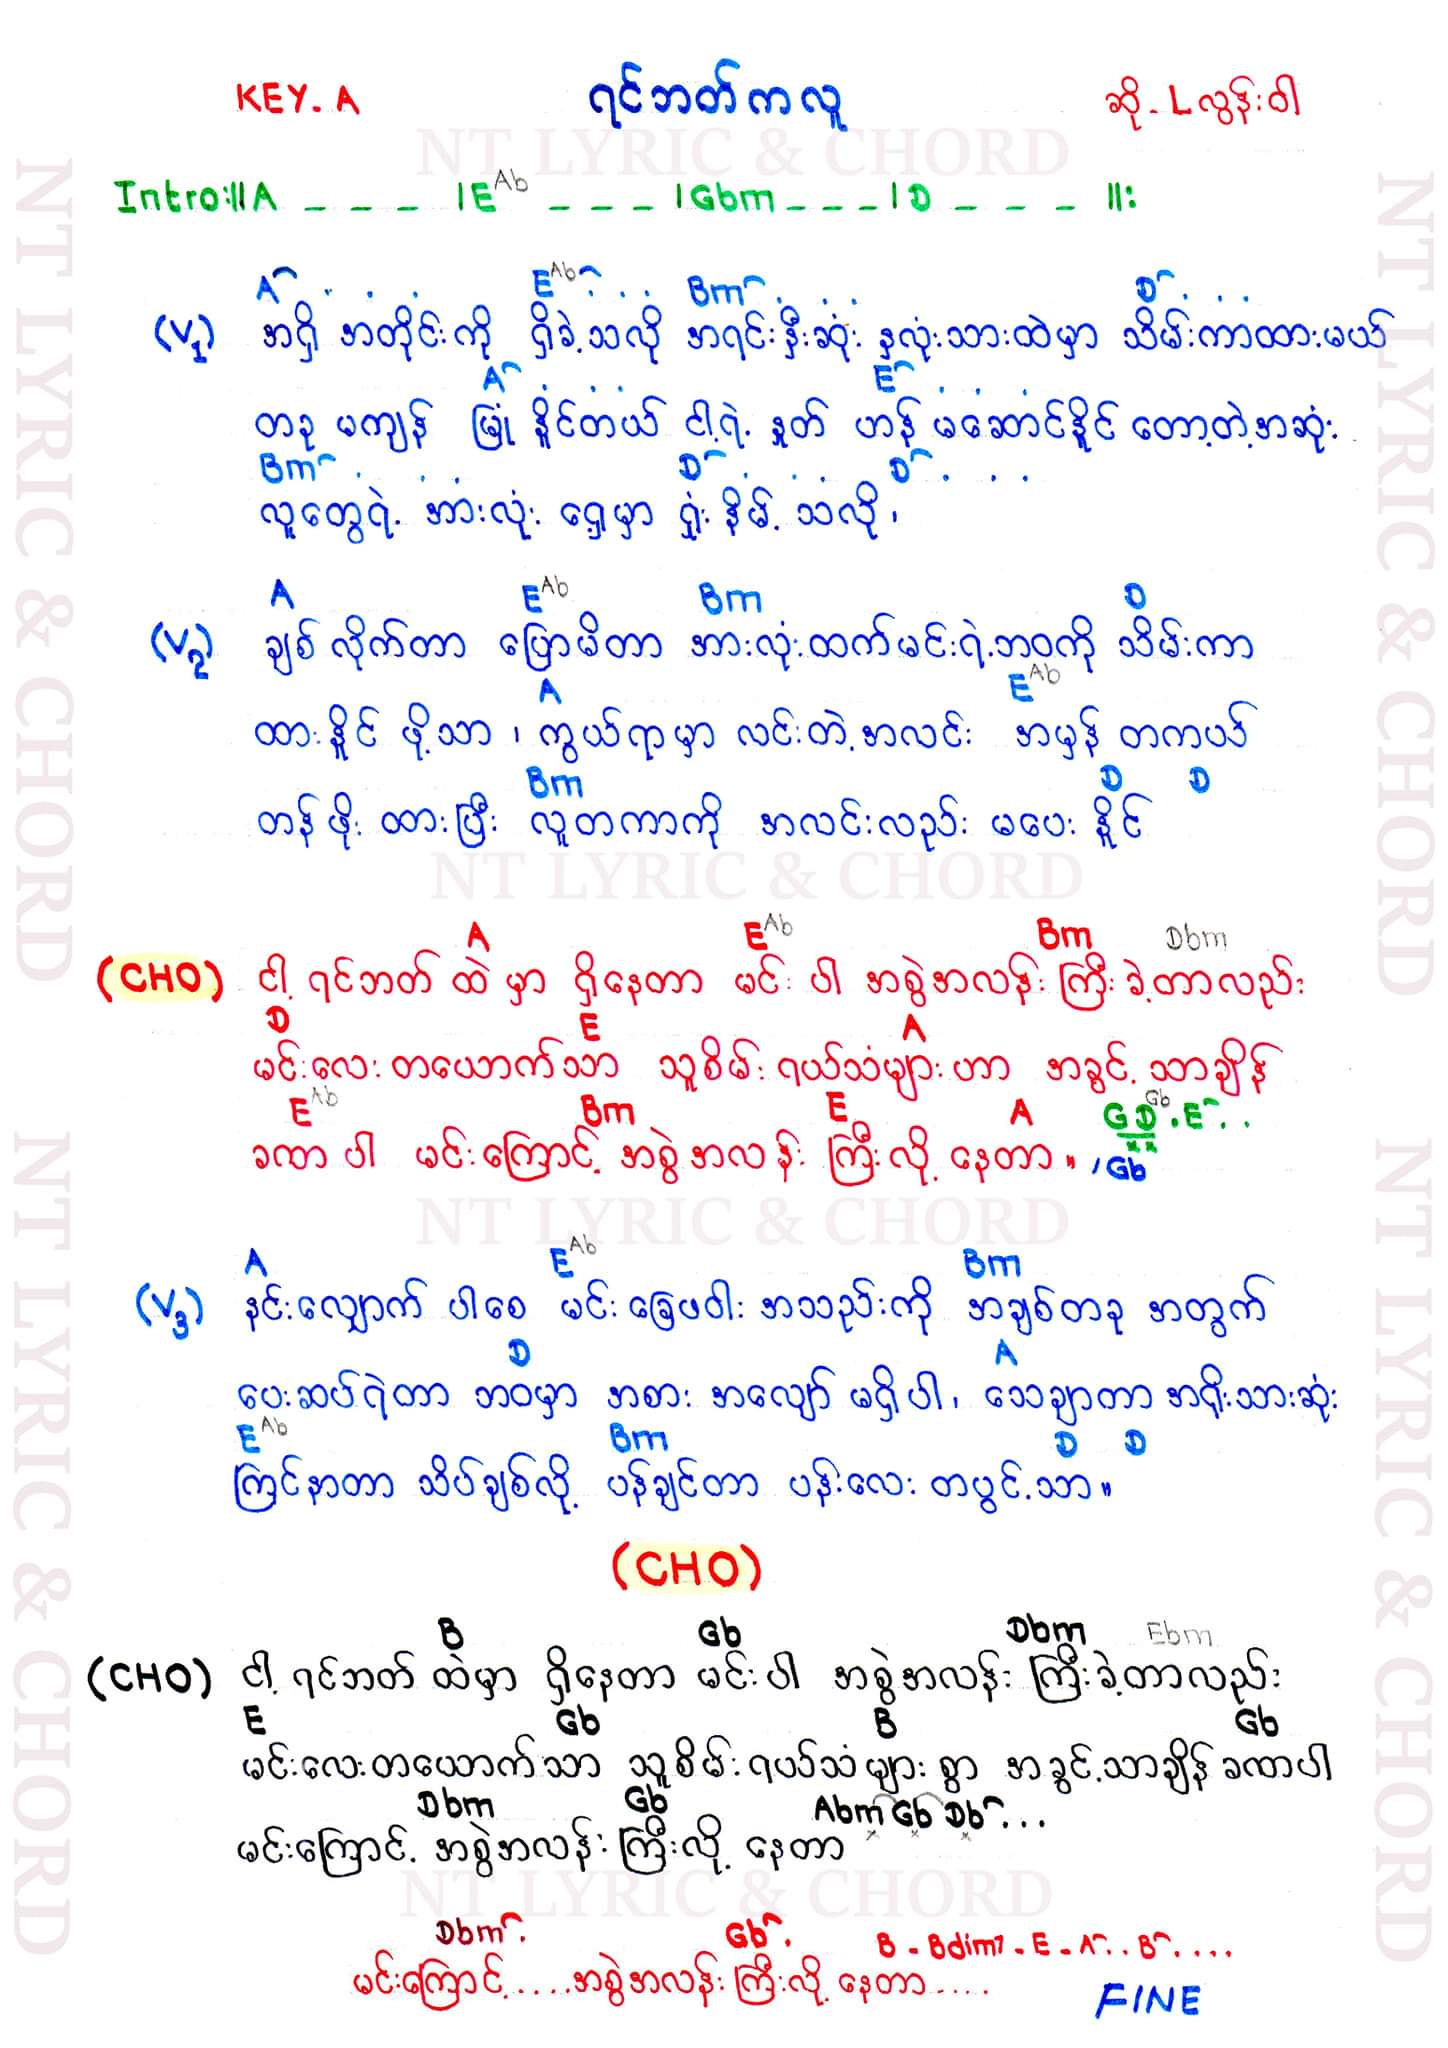 KEY. A ရင်ဘတ်ကလူ ဆို. L လွန်းဝါ
NT LYRIC & CHORD
Intro:||A _ _ _ |E Ab _ _ _ |Gbm _ _ _ |D _ _ _ ||:
A E Ab Bm D
(V1) အရှိ အတိုင်းကို ရှိခဲ့သလို အရင်းနှီးဆုံး နှလုံးသားထဲမှာ သိမ်းကာထားမယ်
A E
တခု မကျန် မြုံ နိူင်တယ် ငါ့ရဲ့ နှုတ် ဟန် မဆောင်နိူင် တော့တဲ့အဆုံး
Bm D D
လူတွေရဲ့ အားလုံး ရှေ့မှာ ရှုံး နိမ့် သလို၊
A E Ab Bm D
(V2) ချစ် လိုက်တာ ပြောမိတာ အားလုံးထက်မင်းရဲ့ဘဝကို သိမ်းကာ
A E Ab
ထားနိူင် ဖို့သာ ၊ ကွယ်ရာမှာ လင်းတဲ့အလင်း အမှန် တကယ်
Bm D D
တန်ဖိုး ထားပြီး လူတကာကို အလင်းလည်း မပေး နိူင်
NT LYRIC & CHORD
A E Ab Bm Dbm
(CHO) ငါ့ ရင်ဘတ် ထဲ မှာ ရှိနေတာ မင်း ပါ အစွဲအလန်း ကြီးခဲ့တာလည်း
D E A
မင်းလေးတယောက်သာ သူစိမ်းရယ်သံများဟာ အခွင့် သာချိန်
E Ab Bm E A G D Gb . E . .
ခဏ ပါ မင်းကြောင့် အစွဲအလန်း ကြီးလို့ နေတာ ။ /Gb
NT LYRIC & CHORD
A E Ab Bm
(V3) နင်းလျှောက် ပါစေ မင်းခြေဖဝါးအသည်းကို အချစ်တခု အတွက်
D A
ပေးဆပ်ရဲတာ ဘဝမှာ အစား အလျော် မရှိပါ၊ သေချာတာ အရိုးသားဆုံး
E Ab Bm D D
ကြင်နာတာ သိပ်ချစ်လို့ ပန်ချင်တာ ပန်းလေး တပွင့်သာ။
(CHO)
B Gb Dbm Ebm
(CHO) ငါ့ ရင်ဘတ် ထဲမှာ ရှိနေတာ မင်းပါ အစွဲအလန်း ကြီးခဲ့တာလည်း
E Gb B Gb
မင်းလေးတယောက်သာ သူစိမ်းရယ်သံများစွာ အခွင့်သာချိန် ခဏပါ
Dbm Gb Abm Gb Db ...
မင်းကြောင့် အစွဲအလန်း ကြီးလို့ နေတာ
NT LYRIC & CHORD
Dbm . Gb . B - Bdim7 - E - A . . B . . . .
မင်းကြောင့်.....အစွဲအလန်း ကြီးလို့ နေတာ....
FINE
NT LYRIC & CHORD
NT LYRIC & CHORD
NT LYRIC & CHORD
NT LYRIC & CHORD